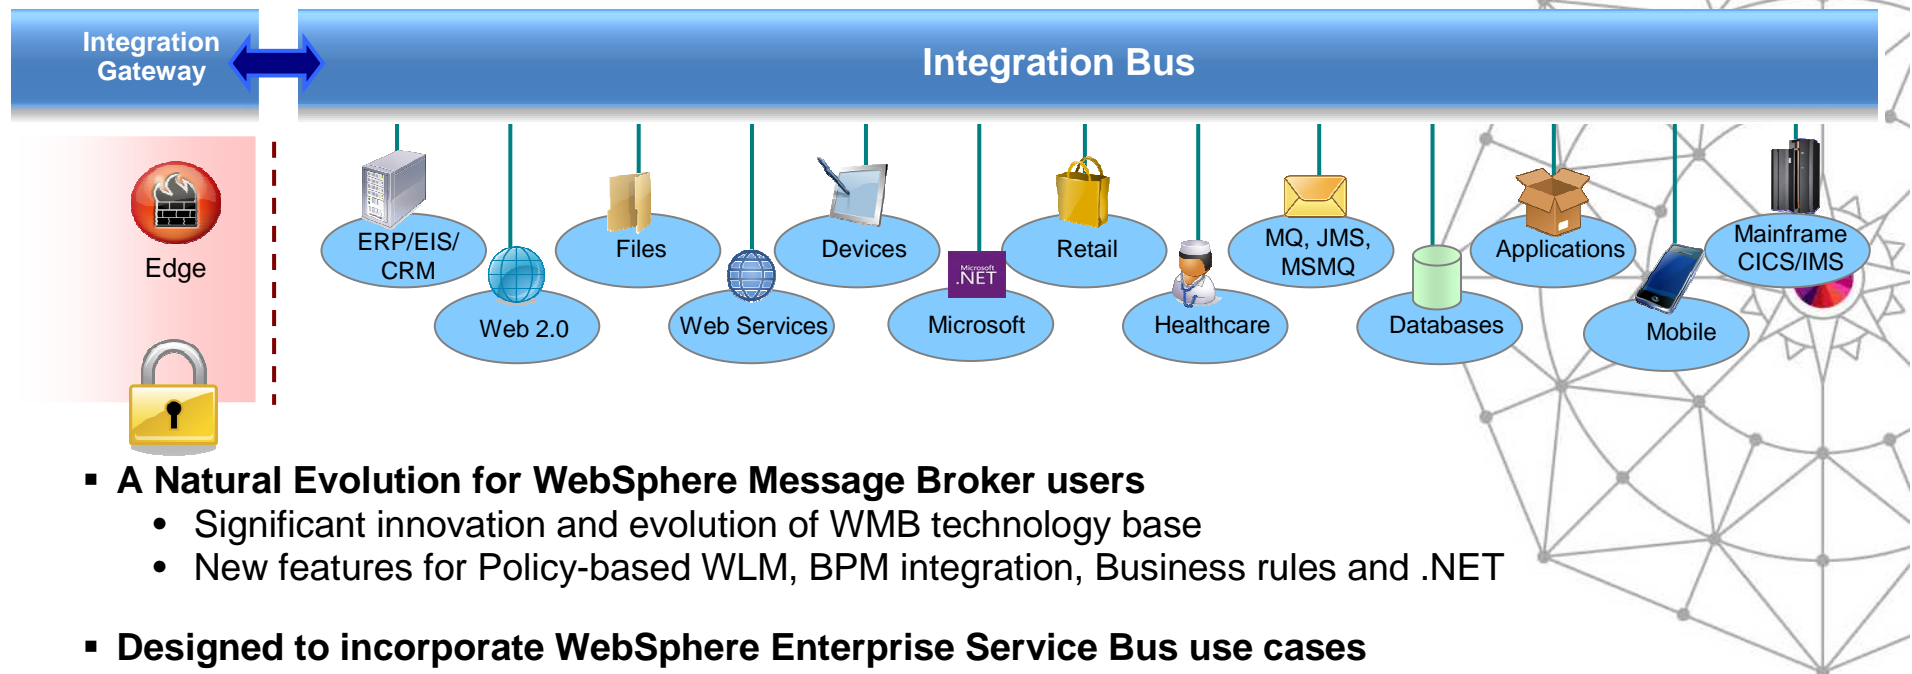 Integration
Gateway
Integration Bus
Edge
ERP/EIS/
CRM
Web 2.0
Files
Web Services
Devices
Microsoft
.NET
Microsoft
Retail
Healthcare
MQ, JMS,
MSMQ
Databases
Applications
Mobile
Mainframe
CICS/IMS
▪ A Natural Evolution for WebSphere Message Broker users
• Significant innovation and evolution of WMB technology base
• New features for Policy-based WLM, BPM integration, Business rules and .NET
▪ Designed to incorporate WebSphere Enterprise Service Bus use cases